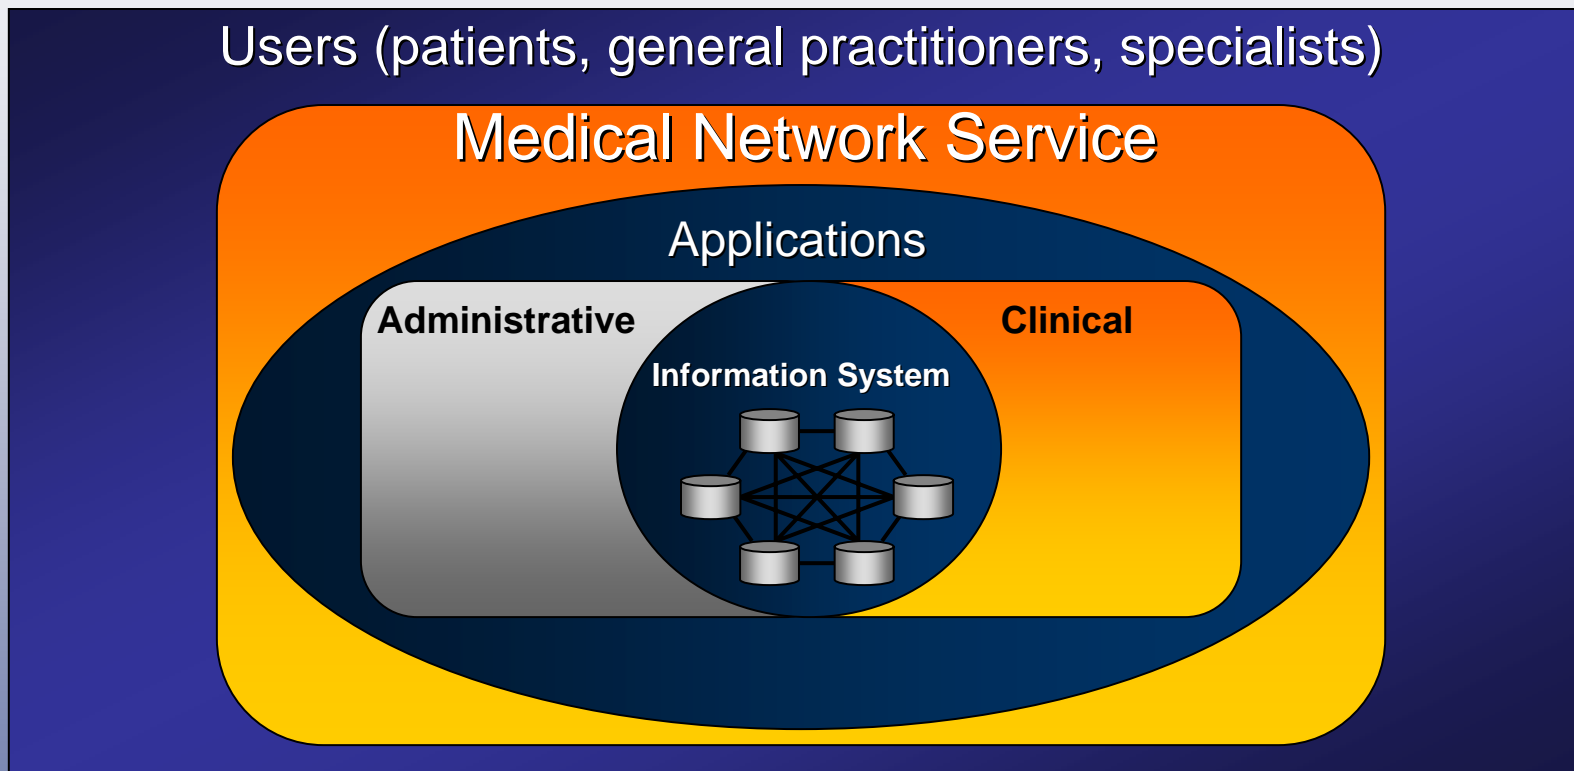 Users (patients, general practitioners, specialists)
Medical Network Service
Applications
Administrative
Clinical
Information System